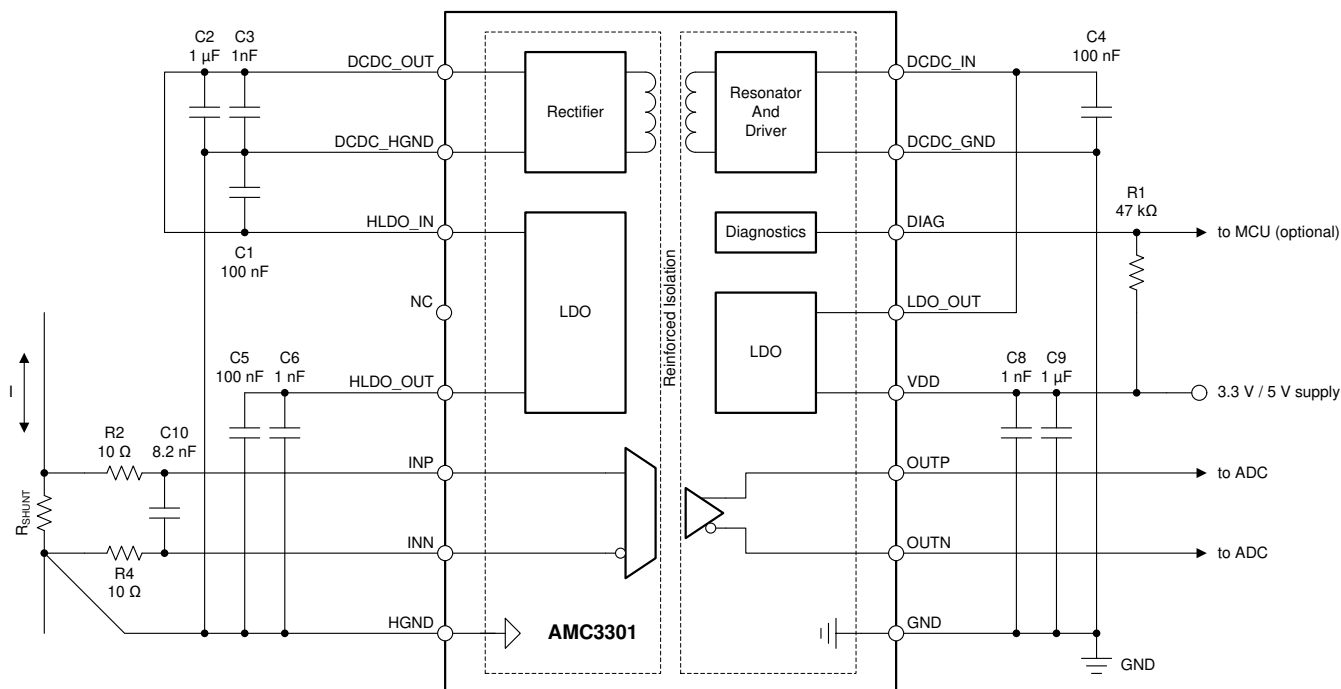 C2
1 µF
C3
1nF
DCDC_OUT
DCDC_HGND
HLDO_IN
C1
100 nF
NC
C5
100 nF
C6
1 nF
HLDO_OUT
I
R2
10 Ω
C10
8.2 nF
INP
RSHUNT
INN
R4
10 Ω
HGND
Rectifier
LDO
Reinforced Isolation
AMC3301
Resonator
And
Driver
Diagnostics
LDO
DCDC_IN
C4
100 nF
DCDC_GND
R1
47 kΩ
DIAG
to MCU (optional)
LDO_OUT
C8
1 nF
C9
1 µF
VDD
3.3 V / 5 V supply
OUTP
to ADC
OUTN
to ADC
GND
GND